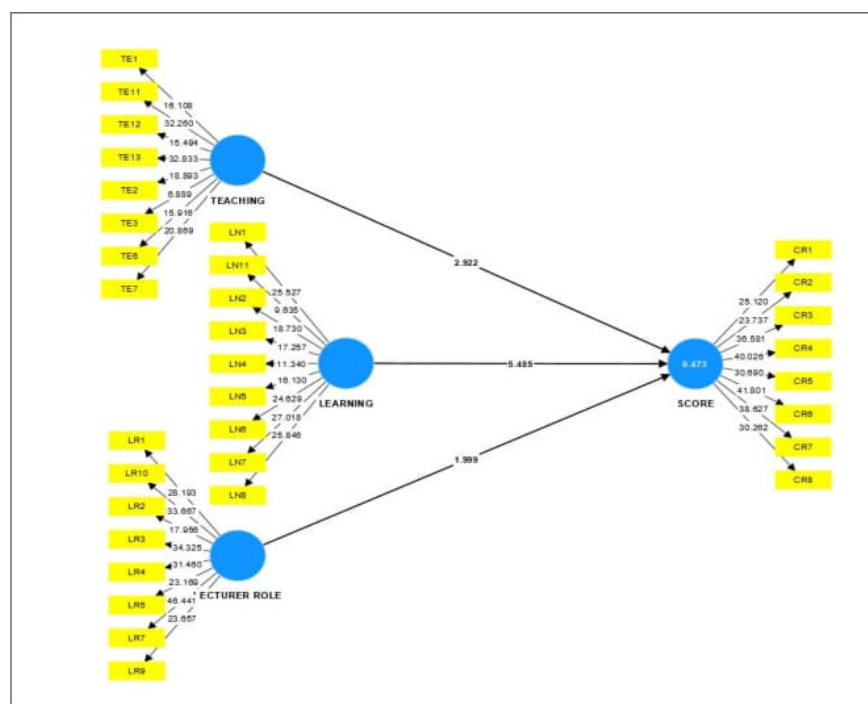 TE1
TE11
TE12
TE13
TE2
TE3
TE6
TE7
16.108
32.260
15.494
32.833
18.893
6.889
15.916
20.869
TEACHING
LN1
LN11
LN2
LN3
LN4
LN5
LN6
LN7
LN8
25.527
9.635
18.730
17.257
11.340
16.130
24.629
27.018
25.846
LEARNING
LR1
LR10
LR2
LR3
LR4
LR5
LR7
LR9
28.193
33.667
17.956
34.325
31.460
23.169
46.441
23.657
ECTURER ROLE
2.922
5.485
1.999
0.473
SCORE
25.120
23.737
36.581
40.026
30.690
41.801
38.627
30.262
CR1
CR2
CR3
CR4
CR5
CR6
CR7
CR8